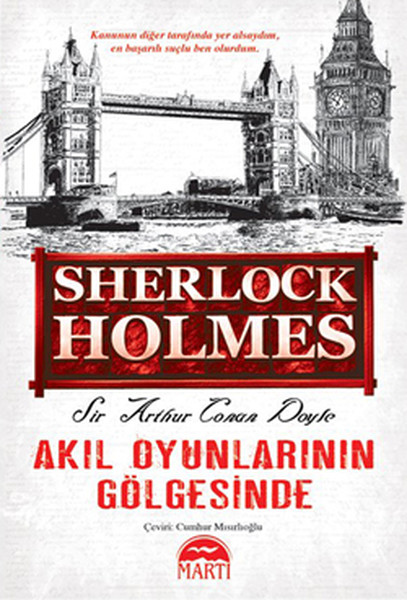 Kanunun diğer tarafında yer alsaydım,
en başarılı suçlu ben olurdum.
SHERLOCK
HOLMES
Sir Arthur Conan Doyle
AKIL OYUNLARININ
GÖLGESİNDE
Çeviri: Cumhur Mısırlıoğlu
MARTI